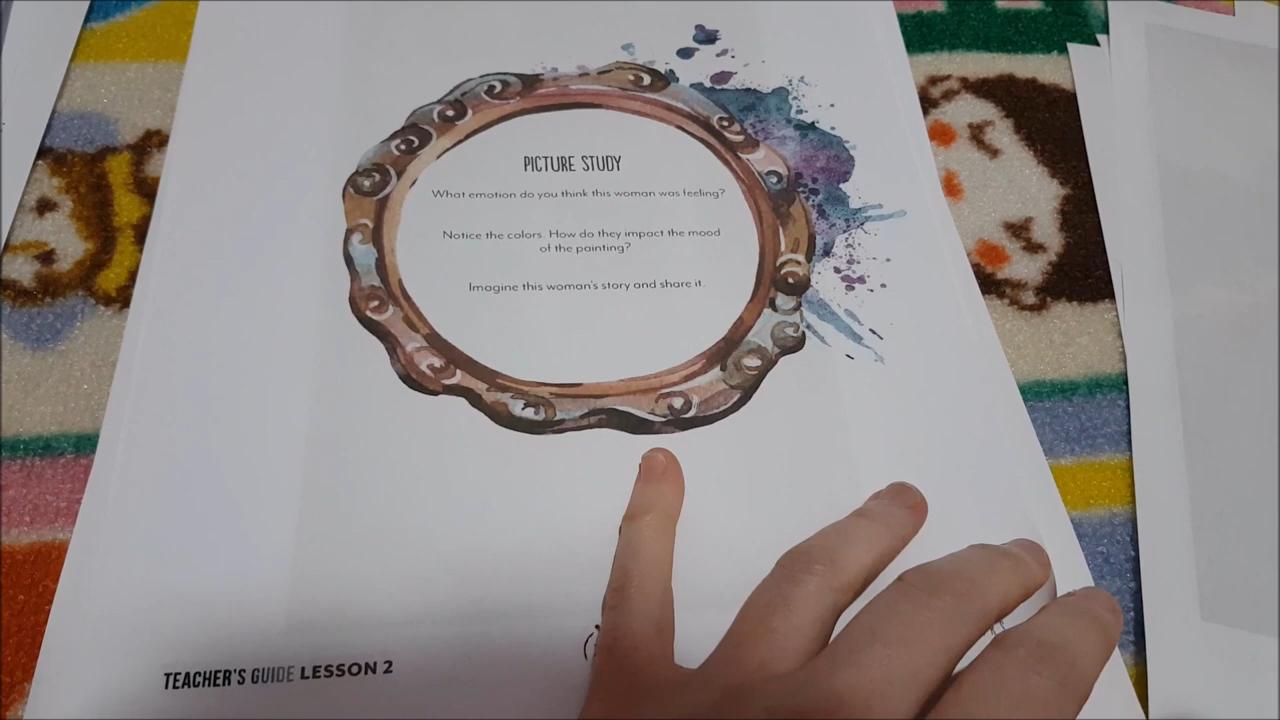 PICTURE STUDY
What emotion do you think this woman was feeling?
Notice the colors. How do they impact the mood
of the painting?
Imagine this woman's story and share it.
TEACHER'S GUIDE LESSON 2